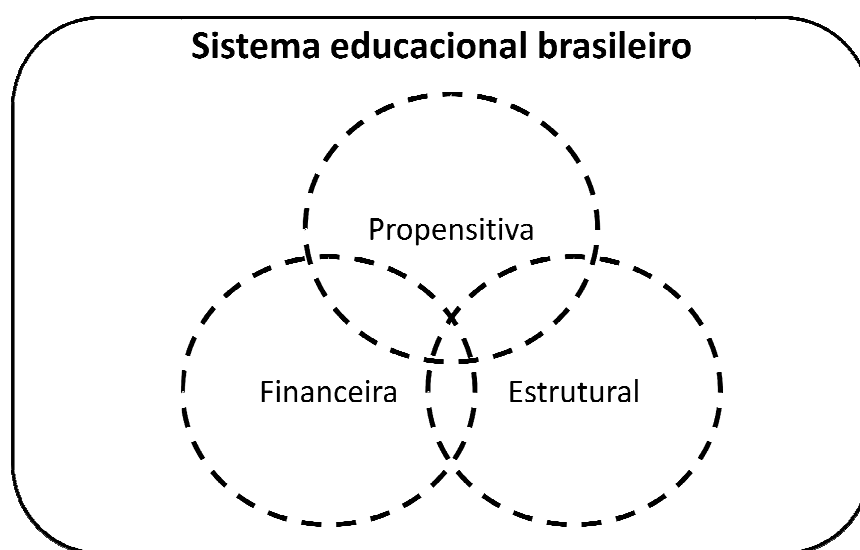 Sistema educacional brasileiro
Propensitiva
Financeira
Estrutural